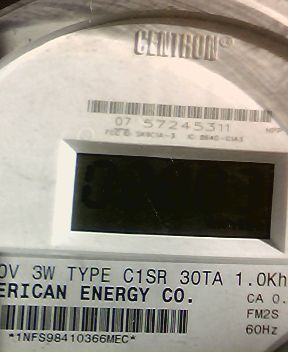 CENTRON®
07 57245311
0V 3W TYPE C1SR 30TA 1.0Kh
ERICAN ENERGY CO.
CA 0.
FM2S
60Hz
*1NFS98410366MEC*